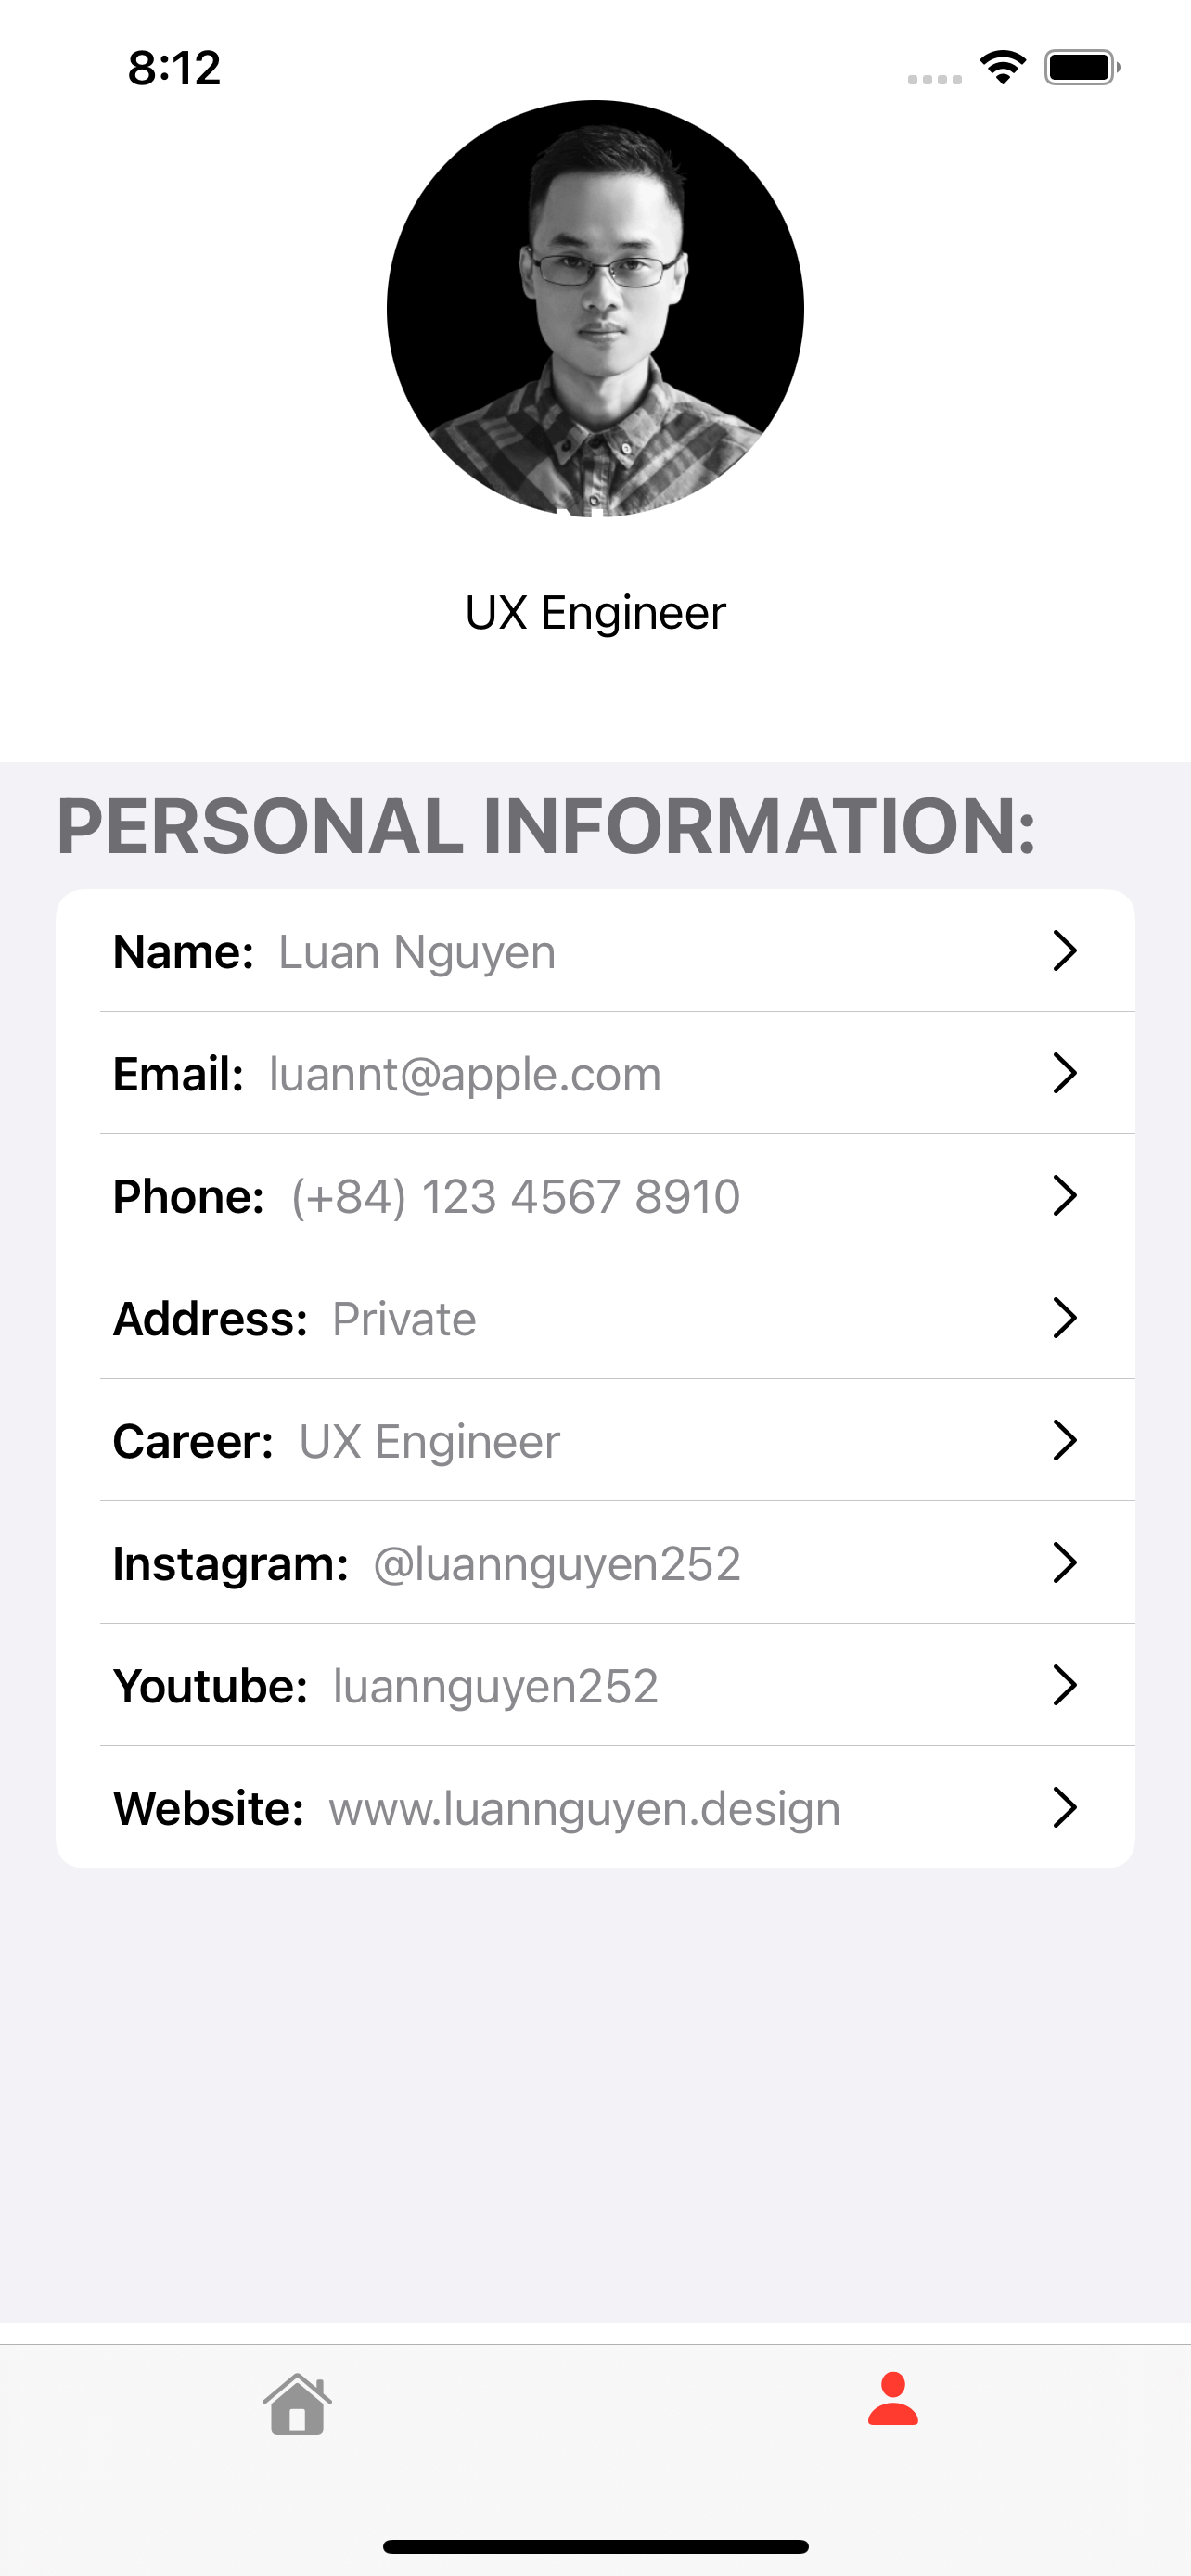 8:12
UX Engineer
PERSONAL INFORMATION:
Name: Luan Nguyen
Email: luannt@apple.com
Phone: (+84) 123 4567 8910
Address: Private
Career: UX Engineer
Instagram: @luannguyen252
Youtube: luannguyen252
Website: www.luannguyen.design